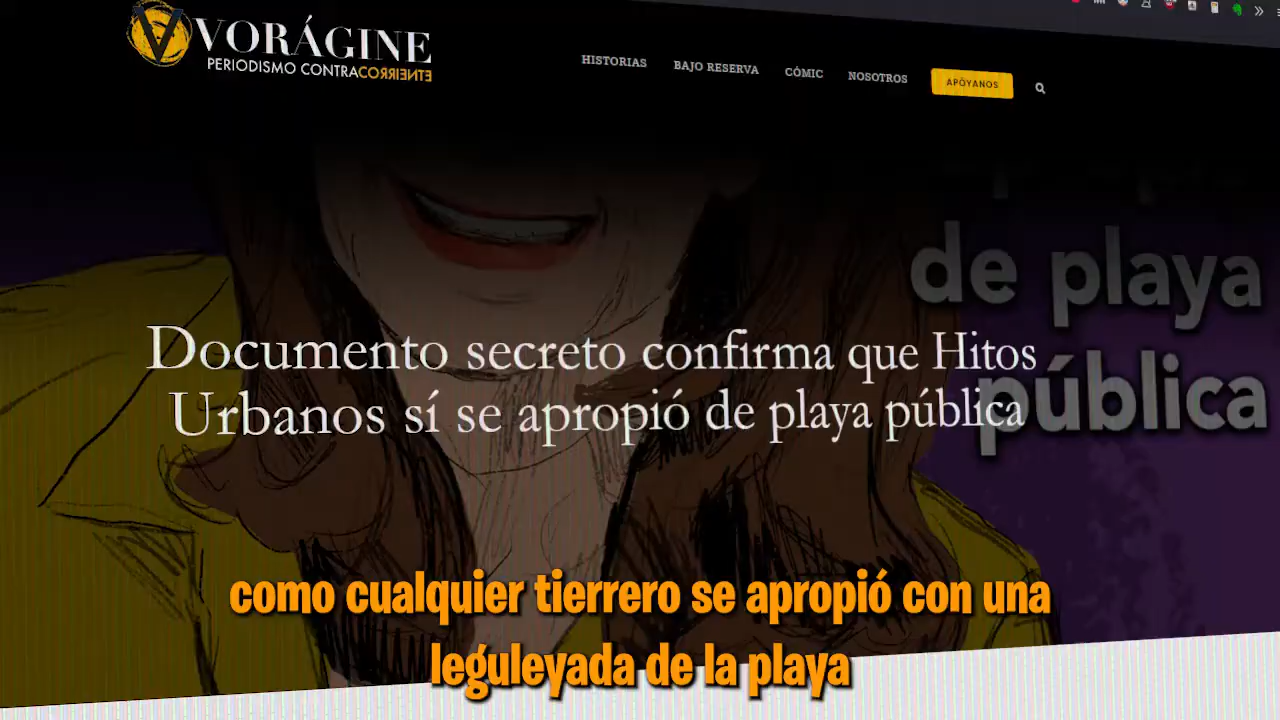 VORÁGINE
PERIODISMO CONTRACORRIENTE
HISTORIAS
BAJO RESERVA
CÓMIC
NOSOTROS
APÓYANOS
de playa
pública
Documento secreto confirma que Hitos
Urbanos sí se apropió de playa pública
como cualquier tierrero se apropió con una
leguleyada de la playa